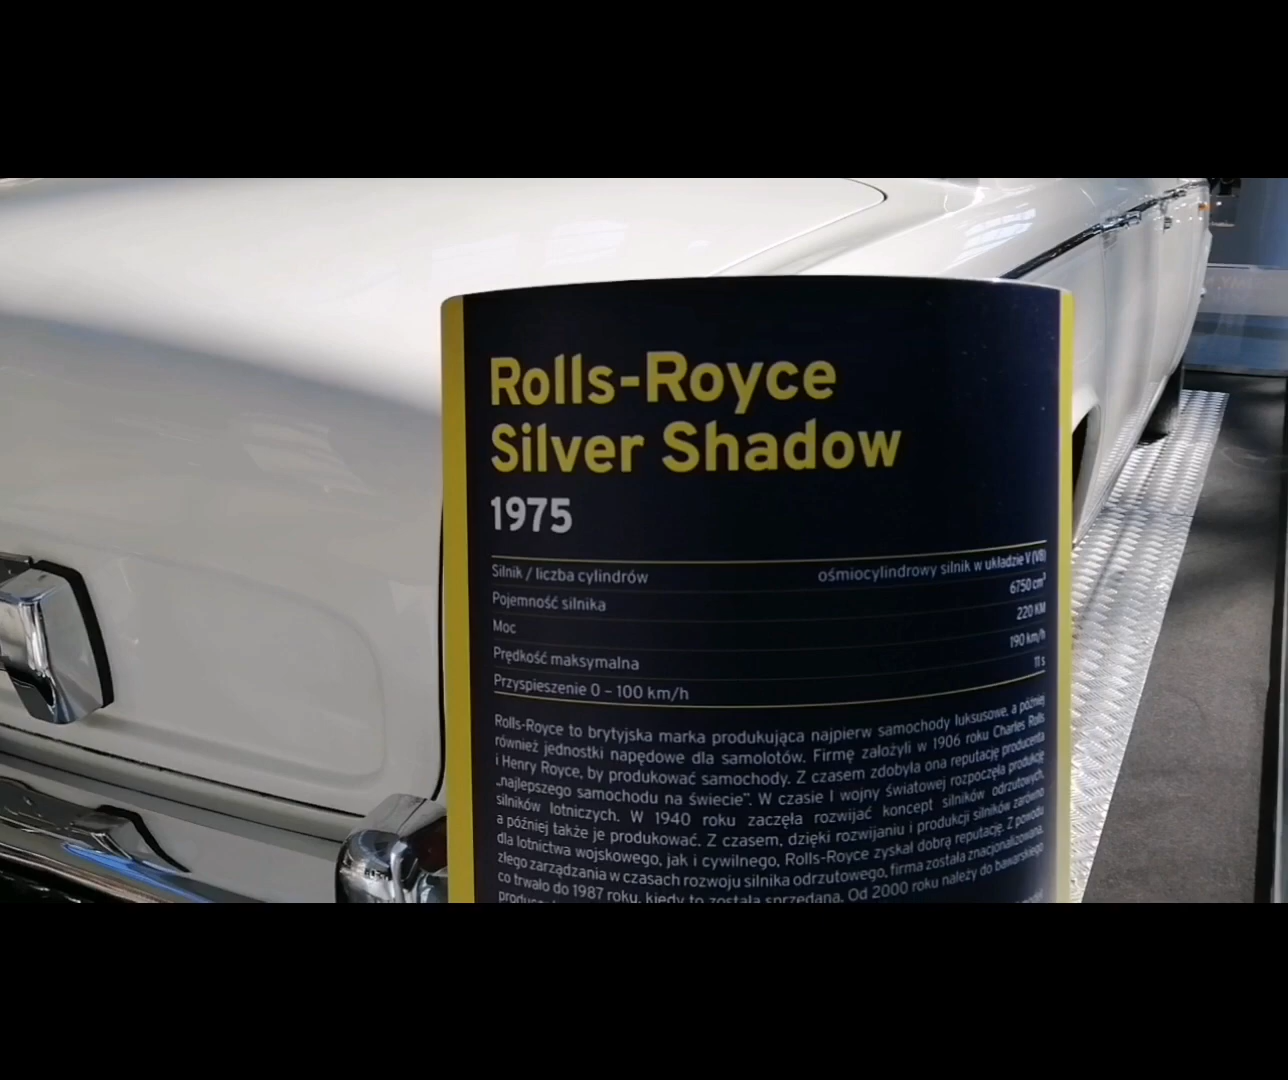 Rolls-Royce
Silver Shadow
1975
Silnik / liczba cylindrów ośmiocylindrowy silnik w układzie V (V8)
Pojemność silnika 6750 cm³
Moc 220 KM
Prędkość maksymalna 190 km/h
Przyspieszenie 0 – 100 km/h 11 s
Rolls-Royce to brytyjska marka produkująca najpierw samochody luksusowe, a później
również jednostki napędowe dla samolotów. Firmę założyli w 1906 roku Charles Rolls
i Henry Royce, by produkować samochody. Z czasem zdobyła ona reputację producenta
„najlepszego samochodu na świecie”. W czasie I wojny światowej rozpoczęła produkcję
silników lotniczych. W 1940 roku zaczęła rozwijać koncept silników odrzutowych,
a później także je produkować. Z czasem, dzięki rozwijaniu i produkcji silników zarówno
dla lotnictwa wojskowego, jak i cywilnego, Rolls-Royce zyskał dobrą reputację. Z powodu
złego zarządzania w czasach rozwoju silnika odrzutowego, firma została znacjonalizowana,
co trwało do 1987 roku, kiedy to została sprzedana. Od 2000 roku należy do bawarskiego